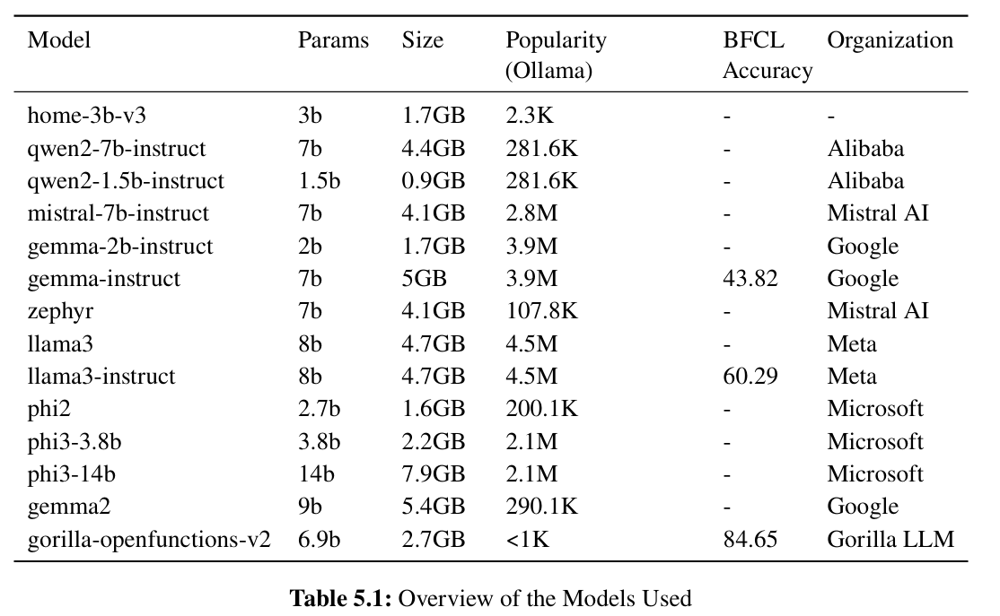 Model Params Size Popularity (Ollama) BFCL Accuracy Organization
home-3b-v3 3b 1.7GB 2.3K - -
qwen2-7b-instruct 7b 4.4GB 281.6K - Alibaba
qwen2-1.5b-instruct 1.5b 0.9GB 281.6K - Alibaba
mistral-7b-instruct 7b 4.1GB 2.8M - Mistral AI
gemma-2b-instruct 2b 1.7GB 3.9M - Google
gemma-instruct 7b 5GB 3.9M 43.82 Google
zephyr 7b 4.1GB 107.8K - Mistral AI
llama3 8b 4.7GB 4.5M - Meta
llama3-instruct 8b 4.7GB 4.5M 60.29 Meta
phi2 2.7b 1.6GB 200.1K - Microsoft
phi3-3.8b 3.8b 2.2GB 2.1M - Microsoft
phi3-14b 14b 7.9GB 2.1M - Microsoft
gemma2 9b 5.4GB 290.1K - Google
gorilla-openfunctions-v2 6.9b 2.7GB <1K 84.65 Gorilla LLM
Table 5.1: Overview of the Models Used